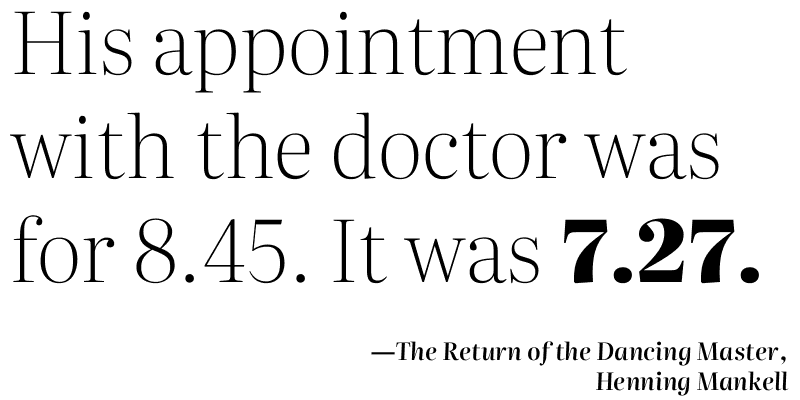 His appointment
with the doctor was
for 8.45. It was 7.27.
—The Return of the Dancing Master,
Henning Mankell